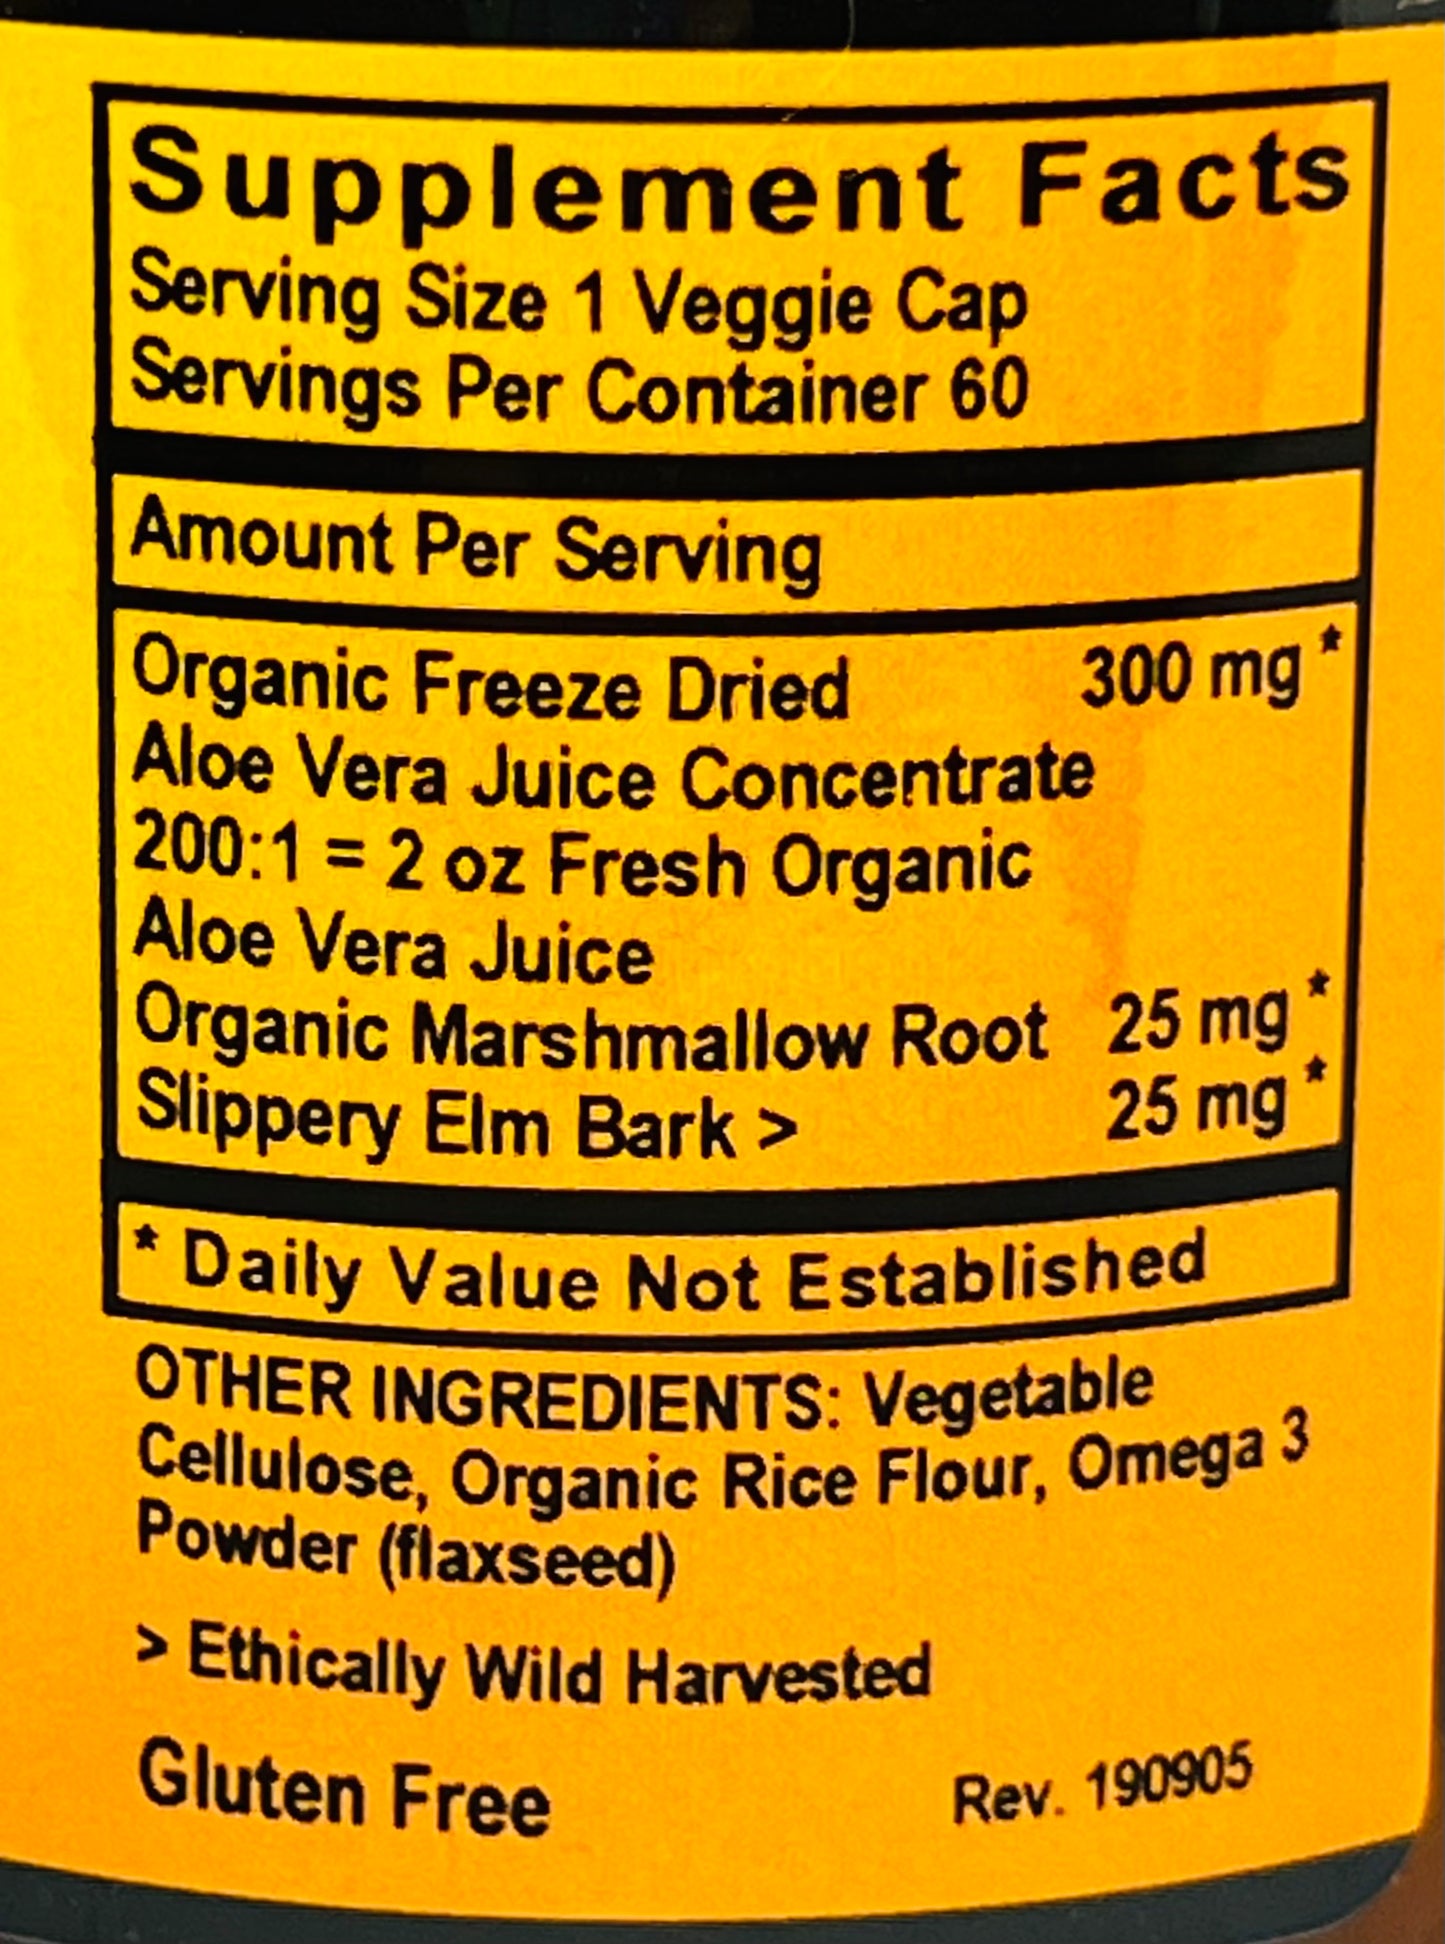 Supplement Facts
Serving Size 1 Veggie Cap
Servings Per Container 60
Amount Per Serving
Organic Freeze Dried 300 mg *
Aloe Vera Juice Concentrate
200:1 = 2 oz Fresh Organic
Aloe Vera Juice
Organic Marshmallow Root 25 mg *
Slippery Elm Bark > 25 mg *
* Daily Value Not Established
OTHER INGREDIENTS: Vegetable
Cellulose, Organic Rice Flour, Omega 3
Powder (flaxseed)
> Ethically Wild Harvested
Gluten Free Rev. 190905